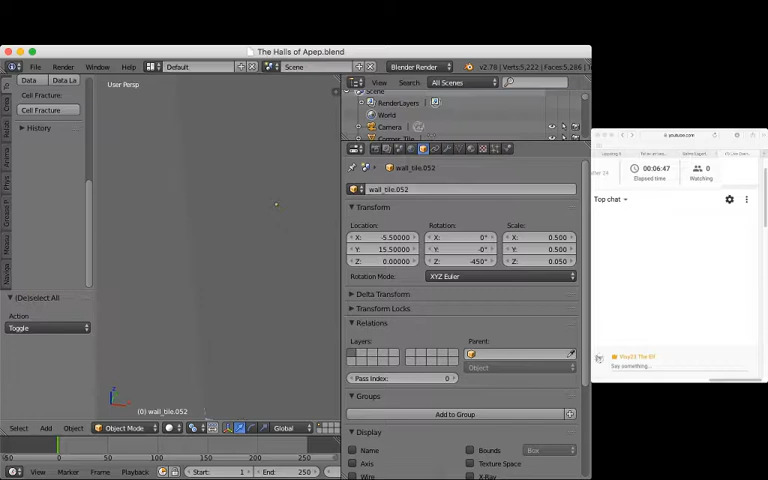 The Halls of Apep.blend
File Render Window Help
Default.
Scene
Blender Render
v2.78 | Verts:5,222 | Faces:5,286
Data Data La
Cell Fracture:
Cell Fracture
History
(De)select All
Action
Toggle
User Persp
(0) wall_tile.052
Select Add Object
Object Mode
Global
View Search All Scenes
Scene
RenderLayers
World
Camera
wall_tile.052
wall_tile.052
Transform
Location: Rotation: Scale:
X: -5.50000 X: 0° X: 0.500
Y: 15.50000 Y: -0° Y: 0.500
Z: 0.00000 Z: -450° Z: 0.050
Rotation Mode: XYZ Euler
Delta Transform
Transform Locks
Relations
Layers: Parent:
Object
Pass Index: 0
Groups
Add to Group
Display
Name Bounds Box
Axis Texture Space
Wire X-Ray
0 50 100 150 200 250
View Marker Frame Playback
Start: 1
End: 250
youtube.com
00:06:47
Elapsed time
0
Watching
Top chat
Say something...